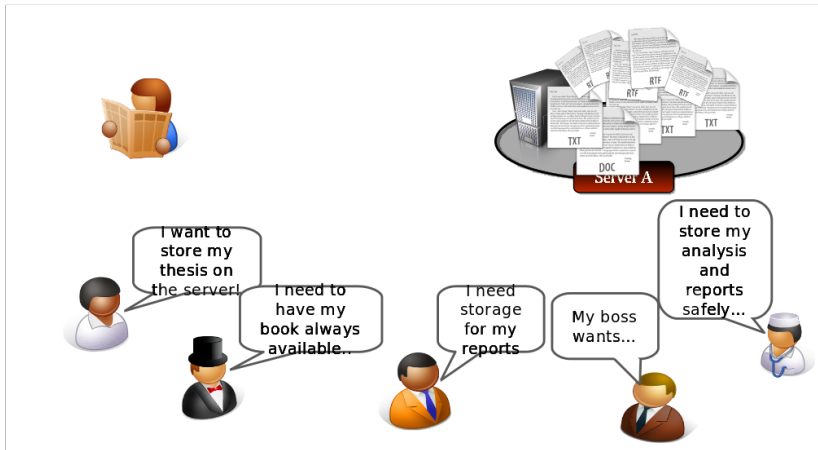 RTF
RTF
RTF
RTF
TXT
TXT
TXT
DOC
Server A
I want to
store my
thesis on
the server!
I need to
have my
book always
available..
I need
storage
for my
reports
My boss
wants...
I need to
store my
analysis
and
reports
safely...